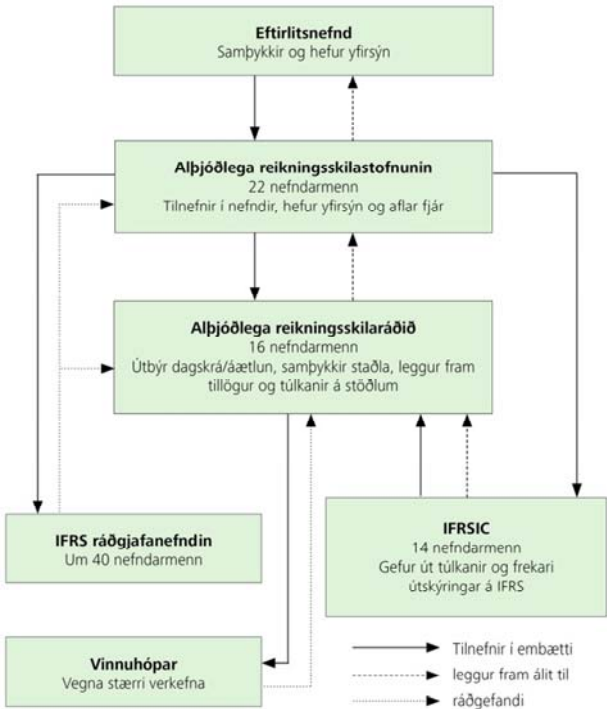 Eftirlitsnefnd
Samþykkir og hefur yfirsýn
Alþjóðlega reikningsskilastofnunin
22 nefndarmenn
Tilnefnir í nefndir, hefur yfirsýn og aflar fjár
Alþjóðlega reikningsskilaráðið
16 nefndarmenn
Útbýr dagskrá/áætlun, samþykkir staðla, leggur fram
tillögur og túlkanir á stöðlum
IFRS ráðgjafanefndin
Um 40 nefndarmenn
IFRSIC
14 nefndarmenn
Gefur út túlkanir og frekari
útskýringar á IFRS
Vinnuhópar
Vegna stærri verkefna
Tilnefnir í embætti
leggur fram álit til
ráðgefandi